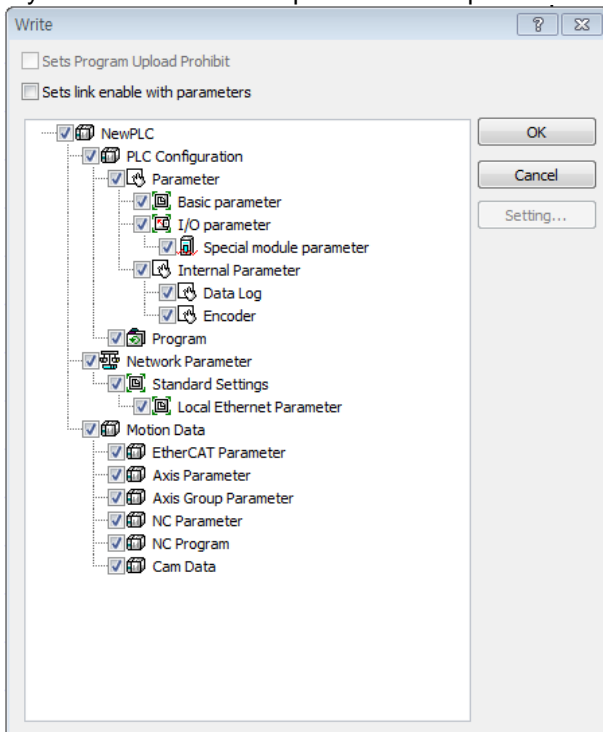 Write
Sets Program Upload Prohibit
Sets link enable with parameters
NewPLC
PLC Configuration
Parameter
Basic parameter
I/O parameter
Special module parameter
Internal Parameter
Data Log
Encoder
Program
Network Parameter
Standard Settings
Local Ethernet Parameter
Motion Data
EtherCAT Parameter
Axis Parameter
Axis Group Parameter
NC Parameter
NC Program
Cam Data
OK
Cancel
Setting...